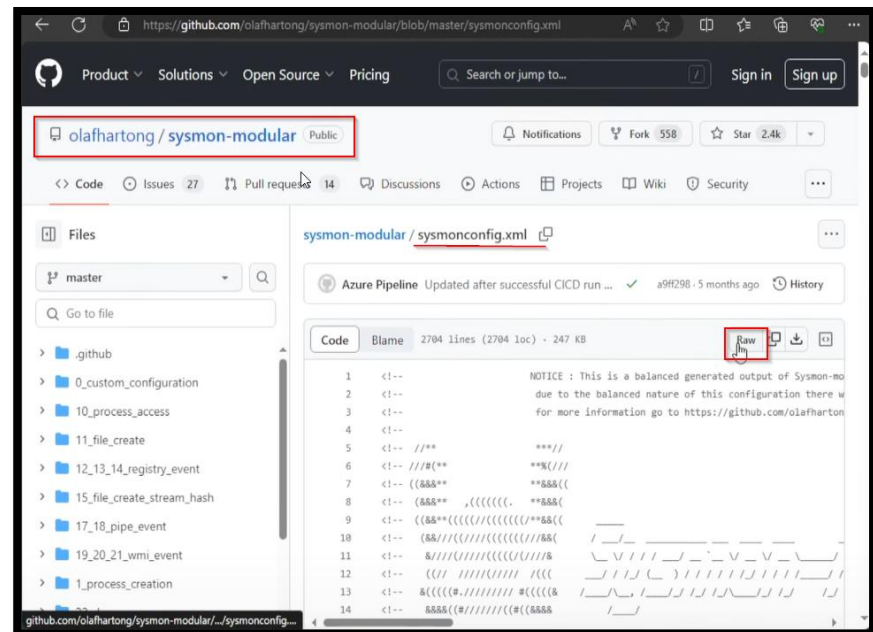 https://github.com/olafhartong/sysmon-modular/blob/master/sysmonconfig.xml
Product Solutions Open Source Pricing Search or jump to... / Sign in Sign up
olafhartong / sysmon-modular Public Notifications Fork 558 Star 2.4k
<> Code Issues 27 Pull requests 14 Discussions Actions Projects Wiki Security ...
Files
sysmon-modular / sysmonconfig.xml ...
master
Azure Pipeline Updated after successful CICD run ... a9ff298 · 5 months ago History
Go to file
Code Blame 2704 lines (2704 loc) · 247 KB Raw
.github
0_custom_configuration
10_process_access
11_file_create
12_13_14_registry_event
15_file_create_stream_hash
17_18_pipe_event
19_20_21_wmi_event
1_process_creation
1 <!-- NOTICE : This is a balanced generated output of Sysmon-mo
2 <!-- due to the balanced nature of this configuration there w
3 <!-- for more information go to https://github.com/olafharton
4 <!--
5 <!-- //** ***//
6 <!-- ///#(** **%(///
7 <!-- ((&&&** **&&&((
8 <!-- (&&&** ,(((((((. **&&&(
9 <!-- ((&&**(((((//(((((((/**&&((
10 <!-- (&&///((////(((((((///&&(
11 <!-- &////(/////(((((/(////&
12 <!-- ((// /////(///// /(((
13 <!-- &(((((#.///////// #(((((&
14 <!-- &&&&((#///////((#((&&&&
github.com/olafhartong/sysmon-modular/.../sysmonconfig....